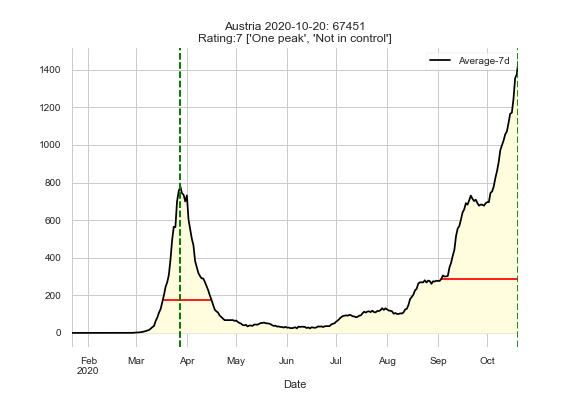 Austria 2020-10-20: 67451
Rating:7 ['One peak', 'Not in control']
Average-7d
1400
1200
1000
800
600
400
200
0
Feb Mar Apr May Jun Jul Aug Sep Oct
2020
Date